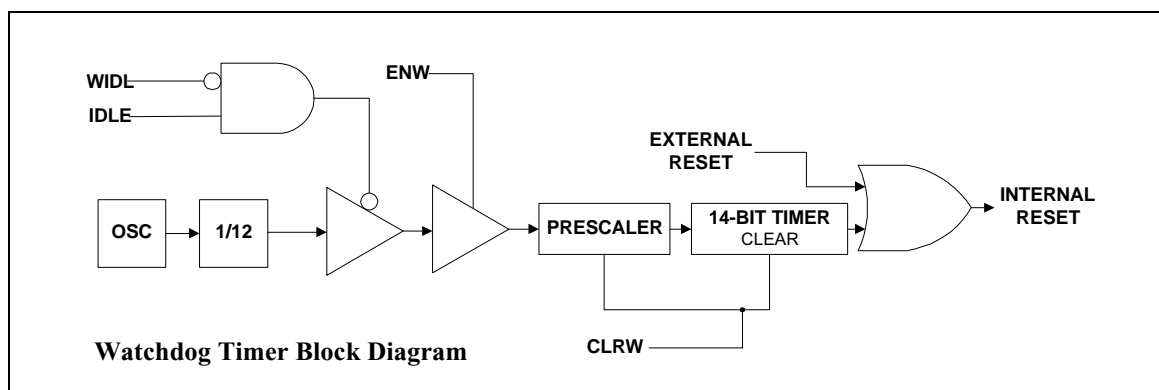 WIDL
IDLE
ENW
EXTERNAL
RESET
INTERNAL
RESET
OSC
1/12
PRESCALER
14-BIT TIMER
CLEAR
CLRW
Watchdog Timer Block Diagram